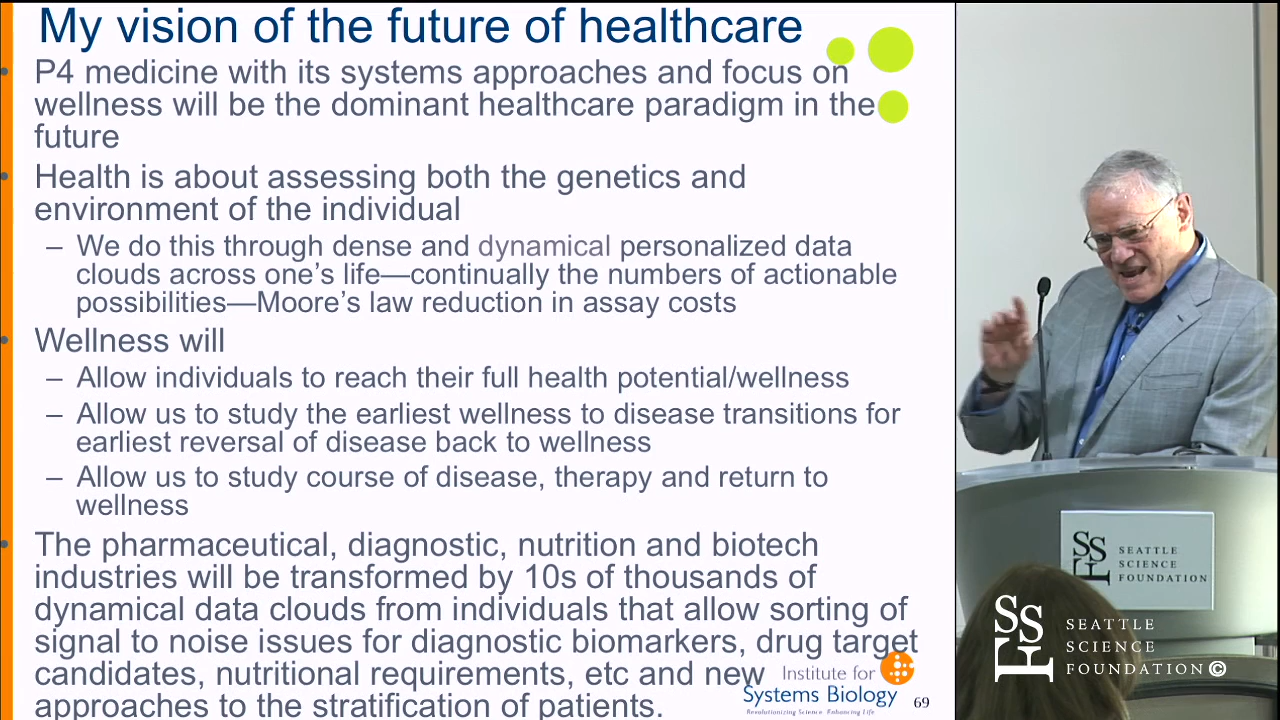 My vision of the future of healthcare
P4 medicine with its systems approaches and focus on
wellness will be the dominant healthcare paradigm in the
future
Health is about assessing both the genetics and
environment of the individual
– We do this through dense and dynamical personalized data
clouds across one’s life—continually the numbers of actionable
possibilities—Moore’s law reduction in assay costs
Wellness will
– Allow individuals to reach their full health potential/wellness
– Allow us to study the earliest wellness to disease transitions for
earliest reversal of disease back to wellness
– Allow us to study course of disease, therapy and return to
wellness
The pharmaceutical, diagnostic, nutrition and biotech
industries will be transformed by 10s of thousands of
dynamical data clouds from individuals that allow sorting of
signal to noise issues for diagnostic biomarkers, drug target
candidates, nutritional requirements, etc and new
approaches to the stratification of patients.
Institute for
Systems Biology
Revolutionizing Science. Enhancing Life.
69
SSF
SEATTLE
SCIENCE
FOUNDATION
SSF
SEATTLE
SCIENCE
FOUNDATION©